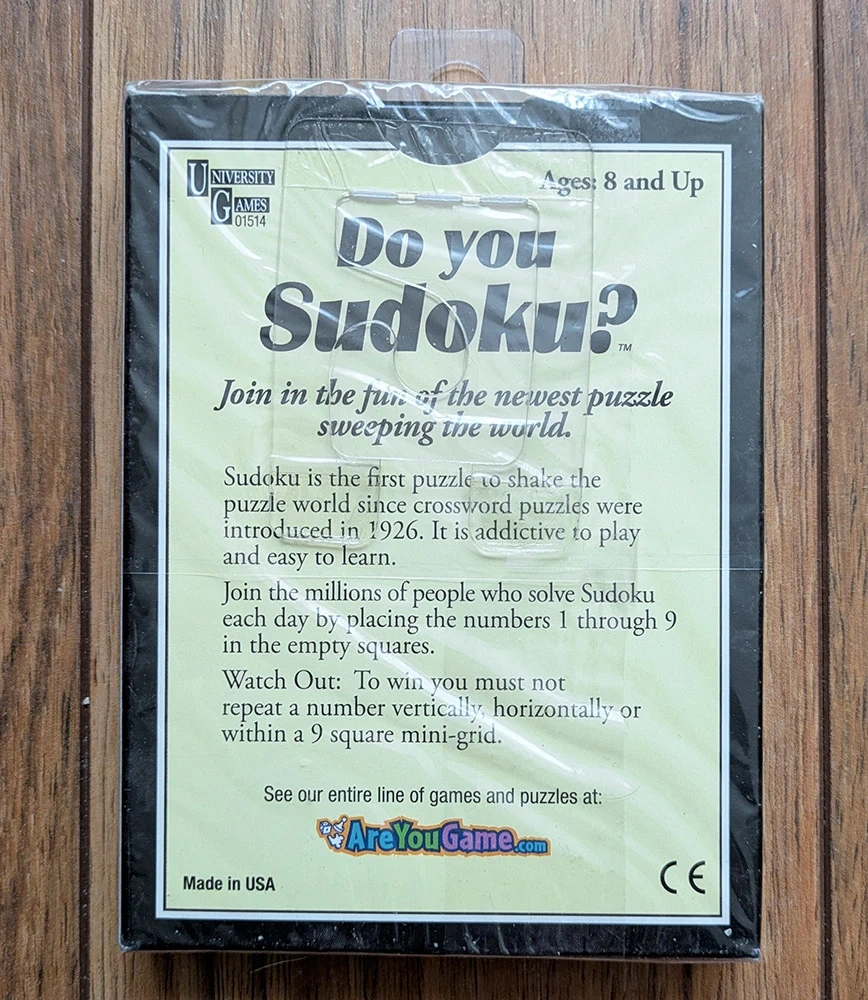 UNIVERSITY
GAMES
01514
Ages: 8 and Up
Do you
Sudoku?™
Join in the fun of the newest puzzle
sweeping the world.
Sudoku is the first puzzle to shake the
puzzle world since crossword puzzles were
introduced in 1926. It is addictive to play
and easy to learn.
Join the millions of people who solve Sudoku
each day by placing the numbers 1 through 9
in the empty squares.
Watch Out: To win you must not
repeat a number vertically, horizontally or
within a 9 square mini-grid.
See our entire line of games and puzzles at:
AreYouGame.com
Made in USA
CE